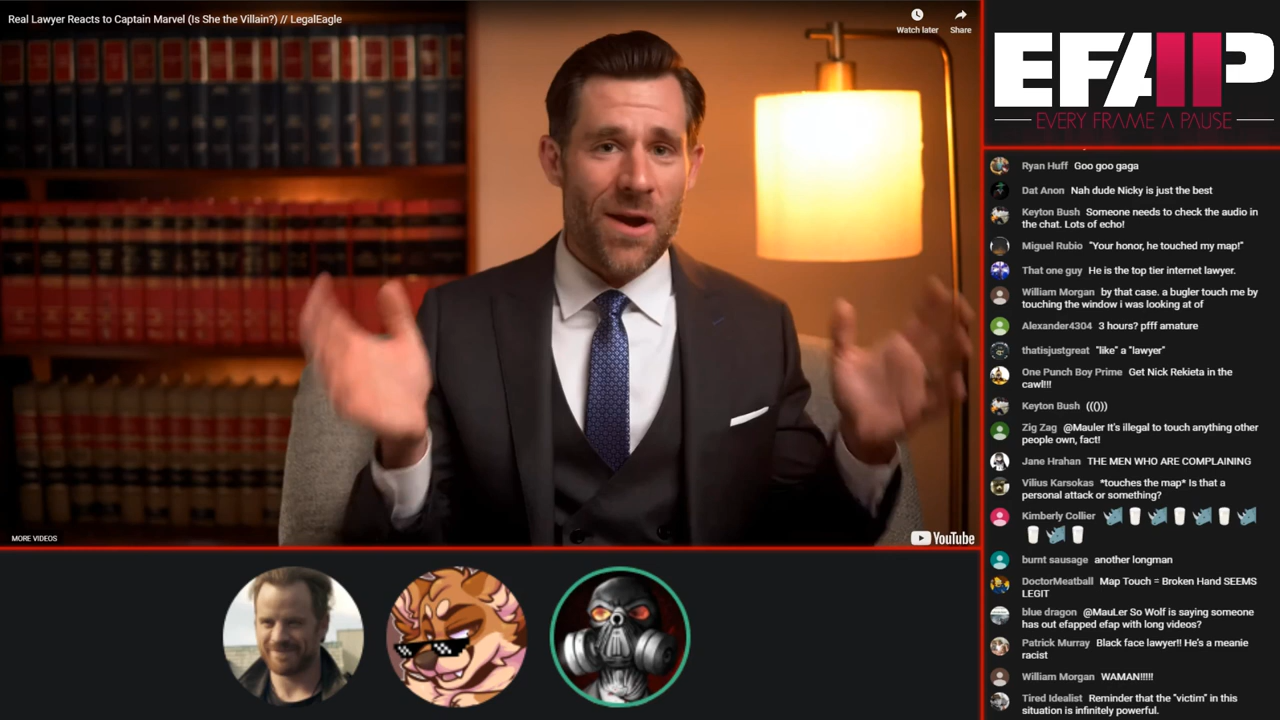 Real Lawyer Reacts to Captain Marvel (Is She the Villain?) // LegalEagle
Watch later
Share
MORE VIDEOS
YouTube
EFAP
EVERY FRAME A PAUSE
Ryan Huff Goo goo gaga
Dat Anon Nah dude Nicky is just the best
Keyton Bush Someone needs to check the audio in
the chat. Lots of echo!
Miguel Rubio "Your honor, he touched my map!"
That one guy He is the top tier internet lawyer.
William Morgan by that case. a bugler touch me by
touching the window i was looking at of
Alexander4304 3 hours? pfff amature
thatisjustgreat "like" a "lawyer"
One Punch Boy Prime Get Nick Rekieta in the
cawl!!!
Keyton Bush ((()))
Zig Zag @Mauler It's illegal to touch anything other
people own, fact!
Jane Hrahan THE MEN WHO ARE COMPLAINING
Vilius Karsokas *touches the map* Is that a
personal attack or something?
Kimberly Collier
burnt sausage another longman
DoctorMeatball Map Touch = Broken Hand SEEMS
LEGIT
blue dragon @MauLer So Wolf is saying someone
has out efapped efap with long videos?
Patrick Murray Black face lawyer!! He's a meanie
racist
William Morgan WAMAN!!!!!
Tired Idealist Reminder that the "victim" in this
situation is infinitely powerful.